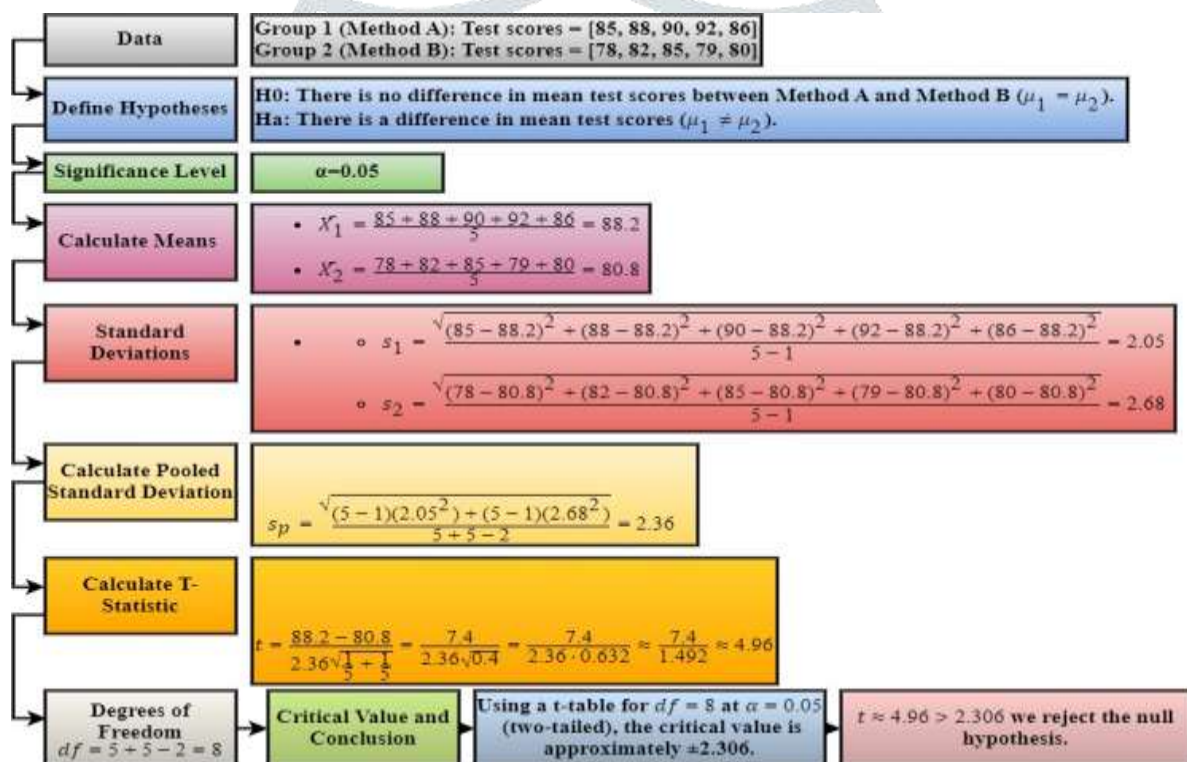 Data
Group 1 (Method A): Test scores = [85, 88, 90, 92, 86]
Group 2 (Method B): Test scores = [78, 82, 85, 79, 80]
Define Hypotheses
H0: There is no difference in mean test scores between Method A and Method B (μ₁ = μ₂).
Ha: There is a difference in mean test scores (μ₁ ≠ μ₂).
Significance Level
α=0.05
Calculate Means
• X̄₁ = (85 + 88 + 90 + 92 + 86)/5 = 88.2
• X̄₂ = (78 + 82 + 85 + 79 + 80)/5 = 80.8
Standard
Deviations
• ∘ s₁ = √((85 − 88.2)² + (88 − 88.2)² + (90 − 88.2)² + (92 − 88.2)² + (86 − 88.2)²)/(5 − 1) = 2.05
∘ s₂ = √((78 − 80.8)² + (82 − 80.8)² + (85 − 80.8)² + (79 − 80.8)² + (80 − 80.8)²)/(5 − 1) = 2.68
Calculate Pooled
Standard Deviation
sₚ = √((5 − 1)(2.05²) + (5 − 1)(2.68²))/(5 + 5 − 2) = 2.36
Calculate T-
Statistic
t = (88.2 − 80.8)/(2.36√(1/5 + 1/5)) = 7.4/(2.36√0.4) = 7.4/(2.36 · 0.632) ≈ 7.4/1.492 ≈ 4.96
Degrees of
Freedom
df = 5 + 5 − 2 = 8
Critical Value and
Conclusion
Using a t-table for df = 8 at α = 0.05
(two-tailed), the critical value is
approximately ±2.306.
t ≈ 4.96 > 2.306 we reject the null
hypothesis.